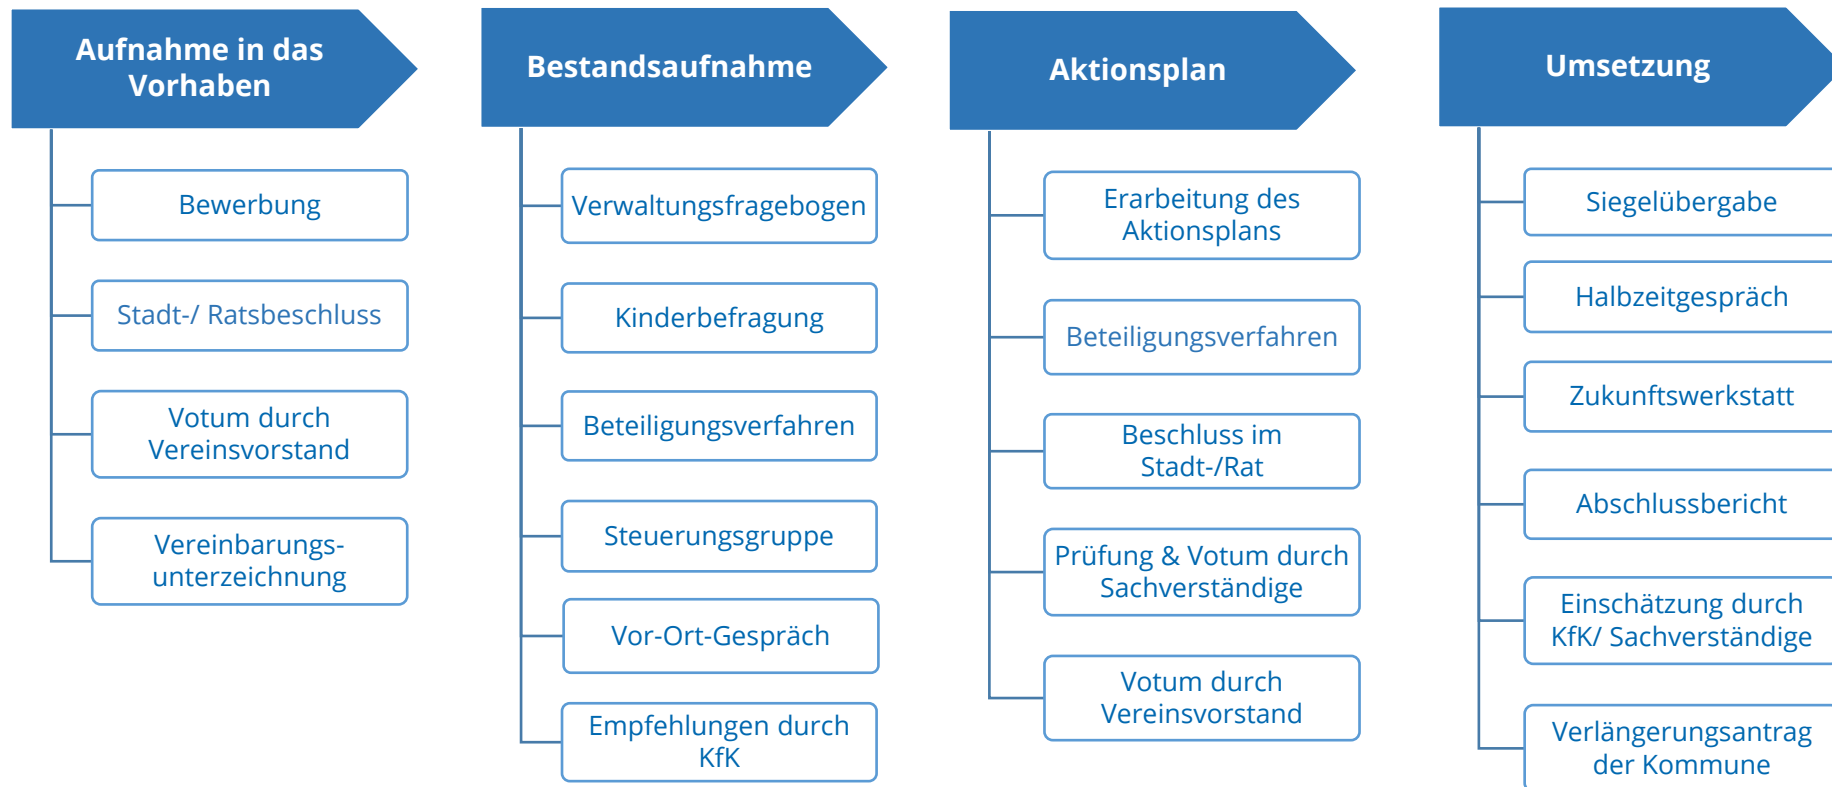 Aufnahme in das
Vorhaben
Bewerbung
Stadt-/ Ratsbeschluss
Votum durch
Vereinsvorstand
Vereinbarungs-
unterzeichnung
Bestandsaufnahme
Verwaltungsfragebogen
Kinderbefragung
Beteiligungsverfahren
Steuerungsgruppe
Vor-Ort-Gespräch
Empfehlungen durch
KfK
Aktionsplan
Erarbeitung des
Aktionsplans
Beteiligungsverfahren
Beschluss im
Stadt-/Rat
Prüfung & Votum durch
Sachverständige
Votum durch
Vereinsvorstand
Umsetzung
Siegelübergabe
Halbzeitgespräch
Zukunftswerkstatt
Abschlussbericht
Einschätzung durch
KfK/ Sachverständige
Verlängerungsantrag
der Kommune